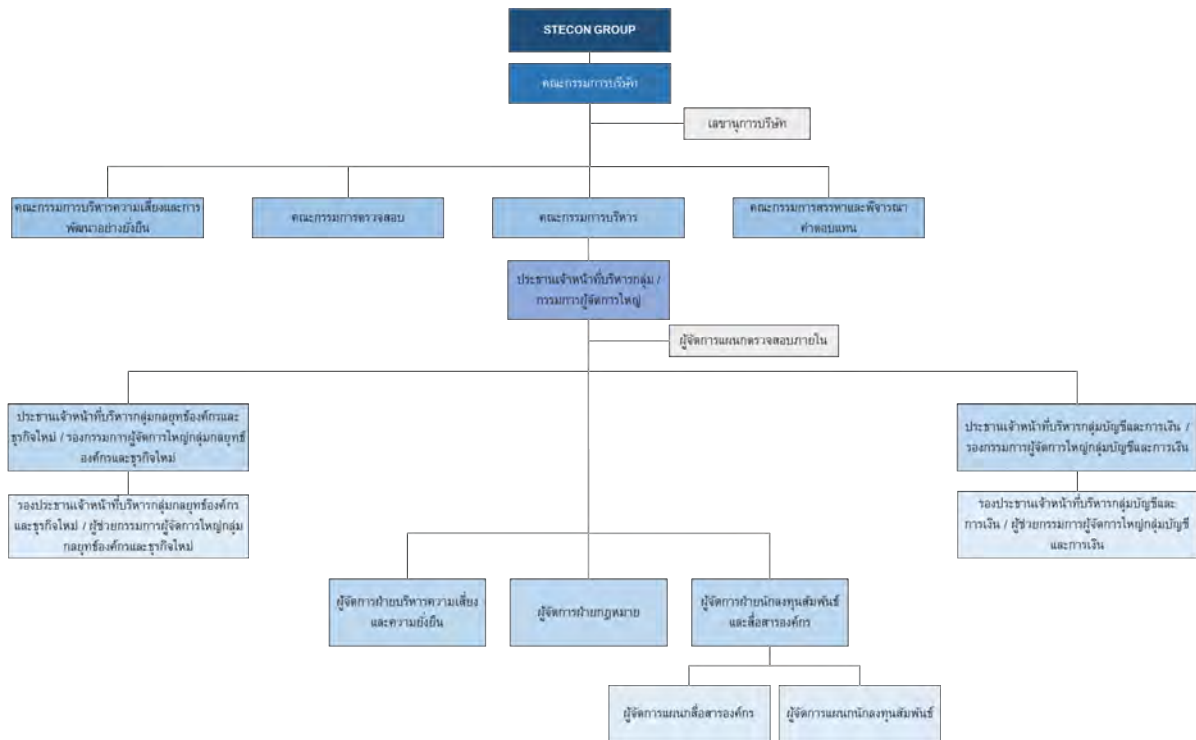 STECON GROUP
คณะกรรมการบริษัท
เลขานุการบริษัท
คณะกรรมการบริหารความเสี่ยงและการ
พัฒนาอย่างยั่งยืน
คณะกรรมการตรวจสอบ
คณะกรรมการบริหาร
คณะกรรมการสรรหาและพิจารณา
ค่าตอบแทน
ประธานเจ้าหน้าที่บริหารกลุ่ม /
กรรมการผู้จัดการใหญ่
ผู้จัดการแผนกตรวจสอบภายใน
ประธานเจ้าหน้าที่บริหารกลุ่มกลยุทธ์องค์กรและ
ธุรกิจใหม่ / รองกรรมการผู้จัดการใหญ่กลุ่มกลยุทธ์
องค์กรและธุรกิจใหม่
ประธานเจ้าหน้าที่บริหารกลุ่มบัญชีและการเงิน /
รองกรรมการผู้จัดการใหญ่กลุ่มบัญชีและการเงิน
รองประธานเจ้าหน้าที่บริหารกลุ่มกลยุทธ์องค์กร
และธุรกิจใหม่ / ผู้ช่วยกรรมการผู้จัดการใหญ่กลุ่ม
กลยุทธ์องค์กรและธุรกิจใหม่
รองประธานเจ้าหน้าที่บริหารกลุ่มบัญชีและ
การเงิน / ผู้ช่วยกรรมการผู้จัดการใหญ่กลุ่มบัญชี
และการเงิน
ผู้จัดการฝ่ายบริหารความเสี่ยง
และความยั่งยืน
ผู้จัดการฝ่ายกฎหมาย
ผู้จัดการฝ่ายนักลงทุนสัมพันธ์
และสื่อสารองค์กร
ผู้จัดการแผนกสื่อสารองค์กร
ผู้จัดการแผนกนักลงทุนสัมพันธ์